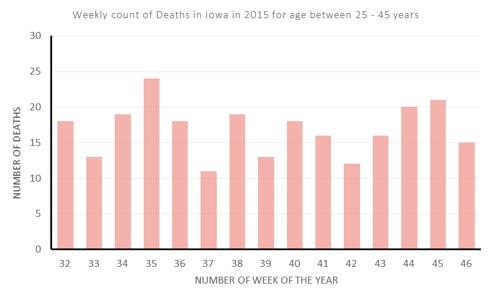 Weekly count of Deaths in Iowa in 2015 for age between 25 - 45 years
30
25
20
15
10
5
0
NUMBER OF DEATHS
32 33 34 35 36 37 38 39 40 41 42 43 44 45 46
NUMBER OF WEEK OF THE YEAR